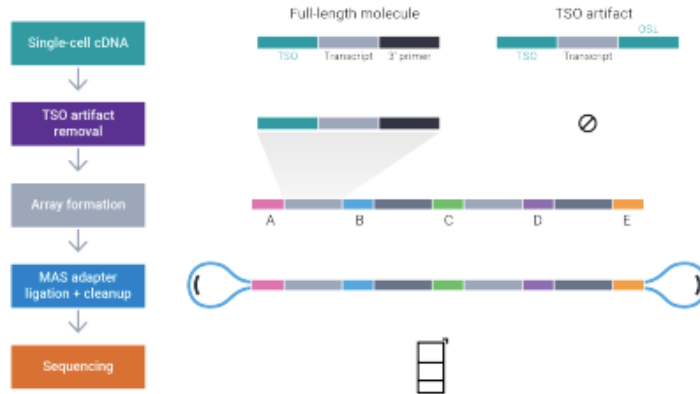 Full-length molecule
TSO artifact
Single-cell cDNA
TSO
TSO
Transcript
3' primer
TSO
Transcript
TSO artifact
removal
Array formation
A
B
C
D
E
MAS adapter
ligation + cleanup
Sequencing